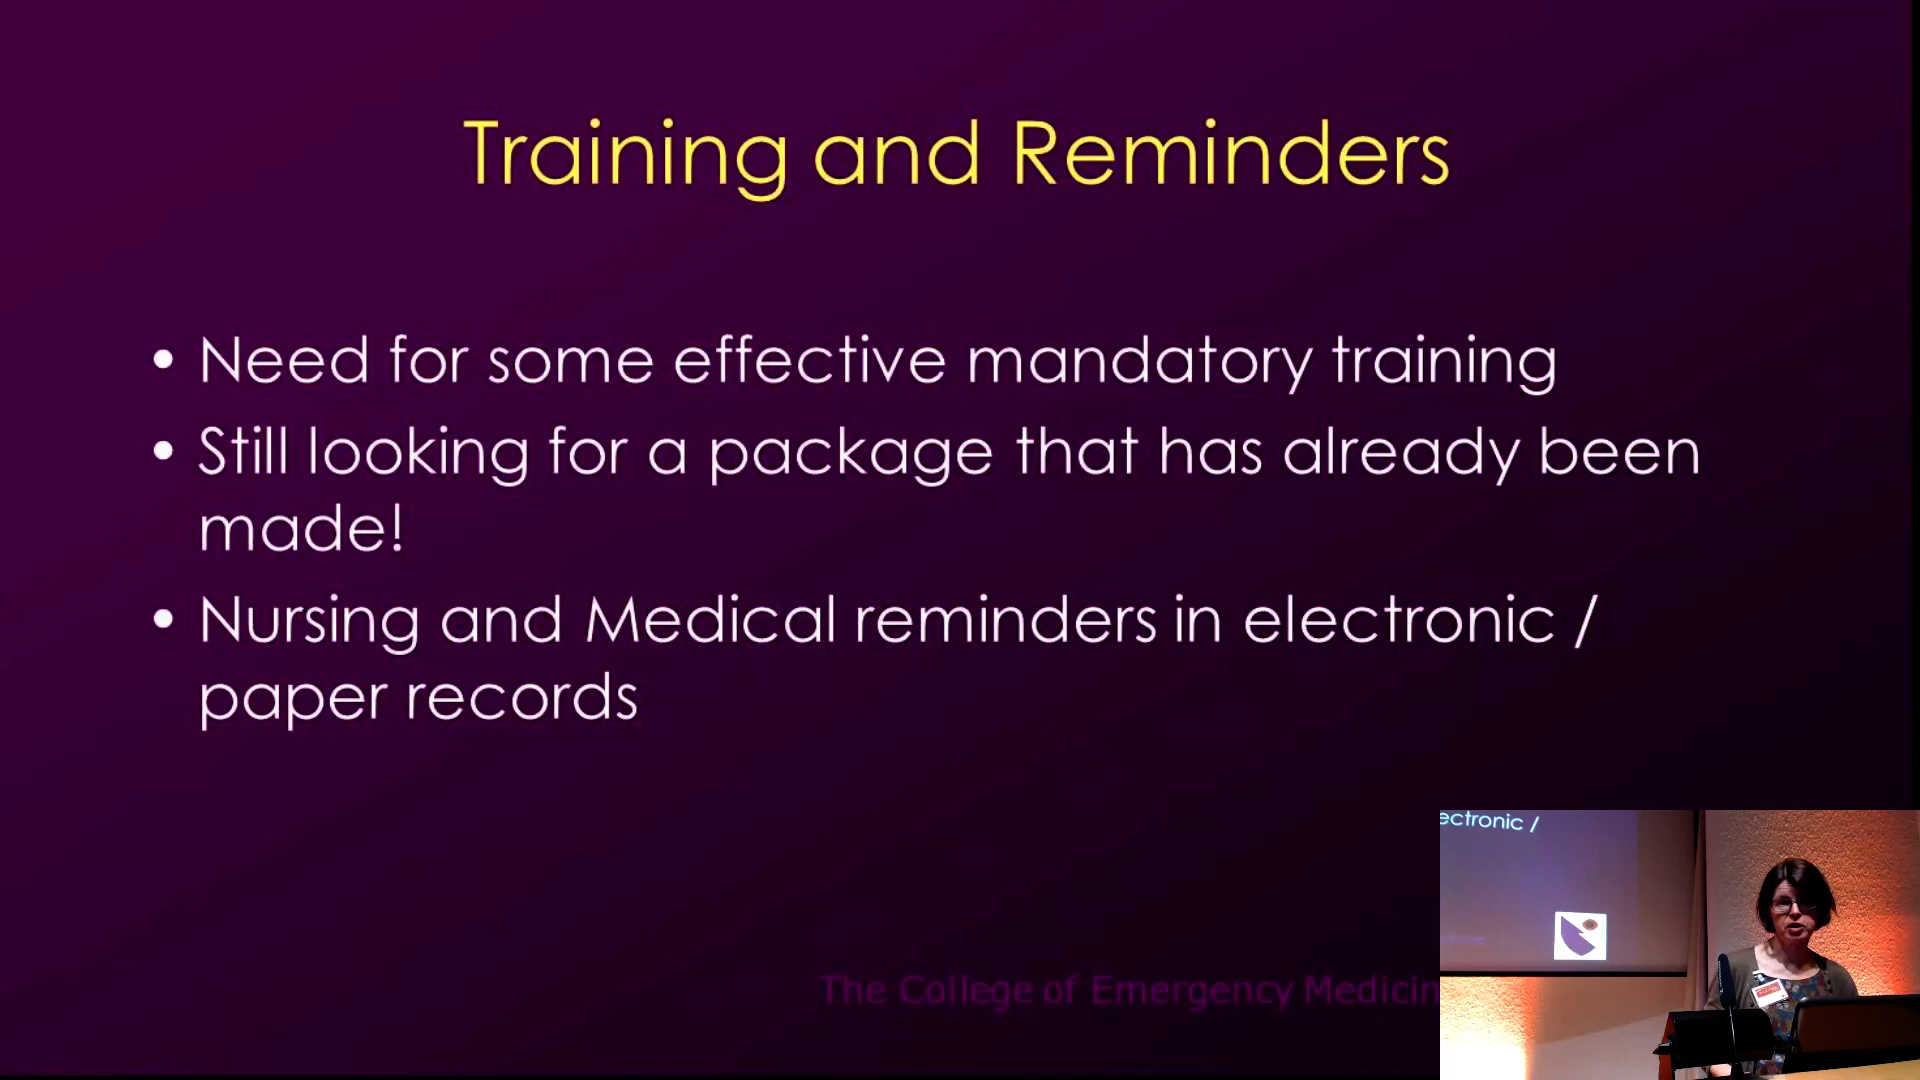 Training and Reminders
• Need for some effective mandatory training
• Still looking for a package that has already been
made!
• Nursing and Medical reminders in electronic /
paper records
The College of Emergency Medicin
ectronic /